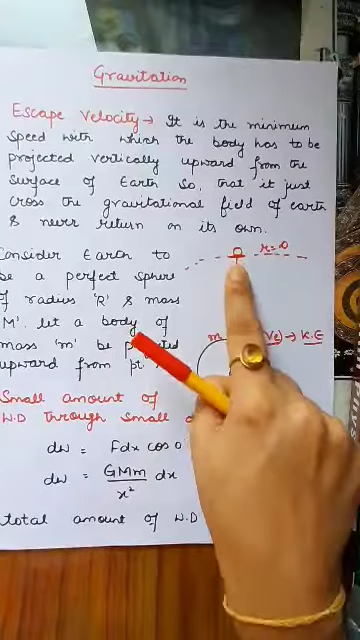 Gravitation
Escape Velocity → It is the minimum
speed with which the body has to be
projected vertically upward from the
surface of Earth so, that it just
cross the gravitational field of earth
& never return on its own.
Consider Earth to
be a perfect sphere
of radius 'R' & mass
'M'. let a body of
mass 'm' be projected
upward from pt.
Small amount of
W.D through small
dw = Fdx cos 0
dw = GMm/x² dx
total amount of W.D
m
(Ve) → K.E